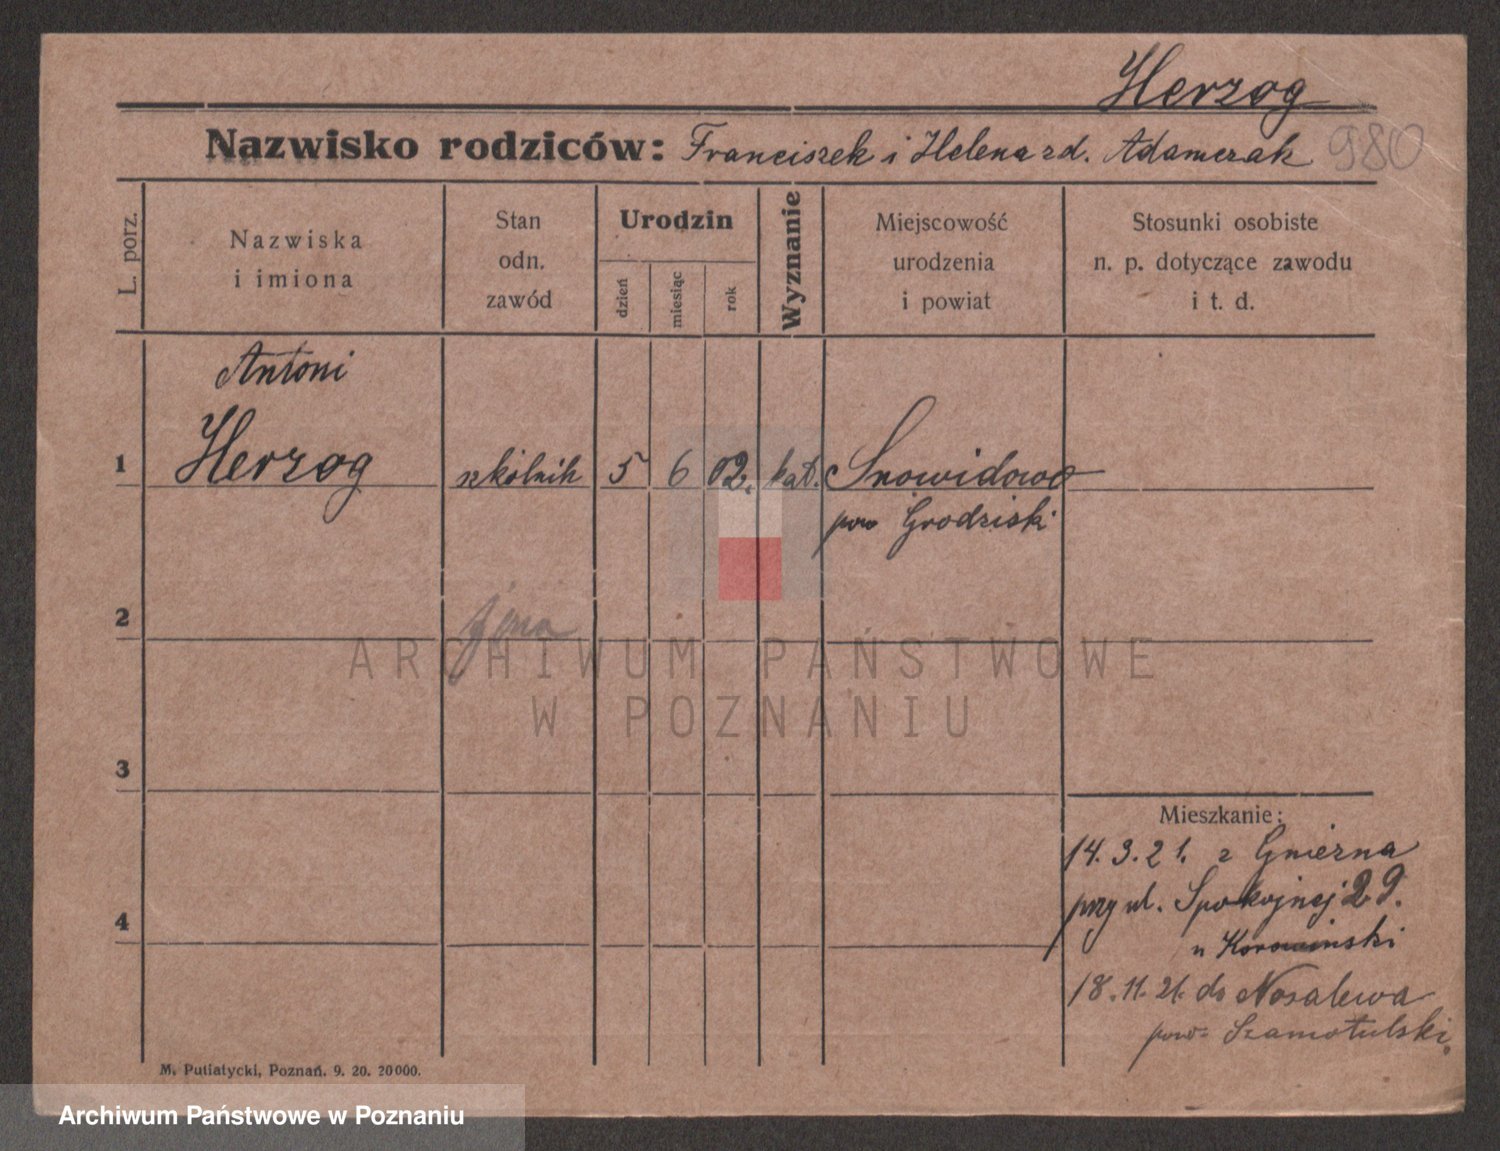 Herzog
Nazwisko rodziców: Franciszek i Helena zd. Adamczak 980
L. porz.
Nazwiska
i imiona
Stan
odn.
zawód
Urodzin
dzień
miesiąc
rok
Wyznanie
Miejscowość
urodzenia
i powiat
Stosunki osobiste
n. p. dotyczące zawodu
i t. d.
Antoni
1 Herzog szkólnik 5 6 02. kat. Snowidowo
pow Grodziski
2
ARCHIWUM PAŃSTWOWE
W POZNANIU
3
Mieszkanie:
14. 3. 21. z Gniezna
przy ul. Spokojnej 29.
4
u
18. 11. 21. do Nosalewa
pow. Szamotulski,
M. Putiatycki, Poznań. 9. 20. 20000.
Archiwum Państwowe w Poznaniu